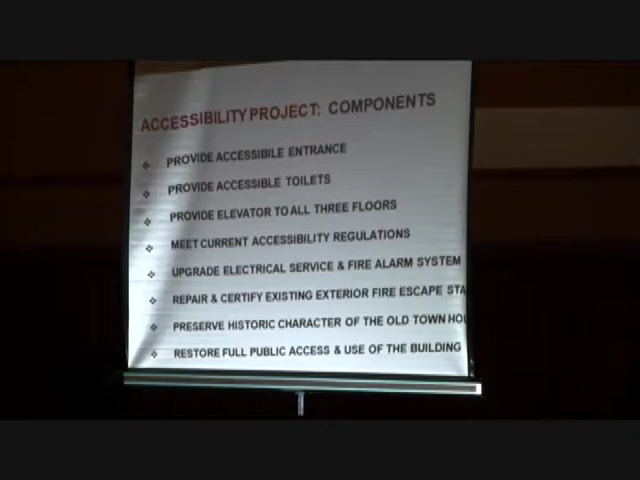 ACCESSIBILITY PROJECT: COMPONENTS
❖ PROVIDE ACCESSIBILE ENTRANCE
❖ PROVIDE ACCESSIBLE TOILETS
❖ PROVIDE ELEVATOR TO ALL THREE FLOORS
❖ MEET CURRENT ACCESSIBILITY REGULATIONS
❖ UPGRADE ELECTRICAL SERVICE & FIRE ALARM SYSTEM
❖ REPAIR & CERTIFY EXISTING EXTERIOR FIRE ESCAPE STA
❖ PRESERVE HISTORIC CHARACTER OF THE OLD TOWN HOU
❖ RESTORE FULL PUBLIC ACCESS & USE OF THE BUILDING